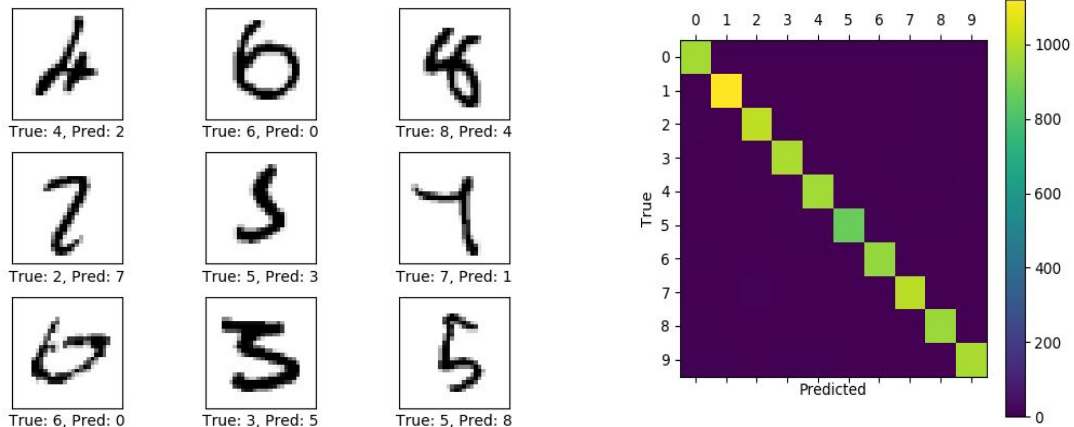 True: 4, Pred: 2
True: 6, Pred: 0
True: 8, Pred: 4
True: 2, Pred: 7
True: 5, Pred: 3
True: 7, Pred: 1
True: 6, Pred: 0
True: 3, Pred: 5
True: 5, Pred: 8
0 1 2 3 4 5 6 7 8 9
0
1
2
3
4
5
6
7
8
9
True
Predicted
1000
800
600
400
200
0